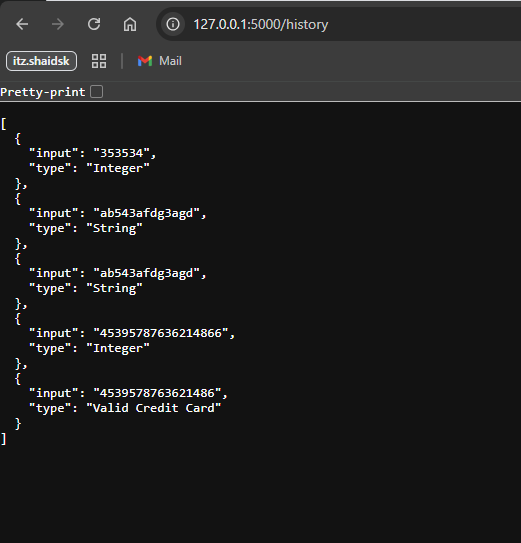 127.0.0.1:5000/history
itz.shaidsk Mail
Pretty-print
[
  {
    "input": "353534",
    "type": "Integer"
  },
  {
    "input": "ab543afdg3agd",
    "type": "String"
  },
  {
    "input": "ab543afdg3agd",
    "type": "String"
  },
  {
    "input": "45395787636214866",
    "type": "Integer"
  },
  {
    "input": "4539578763621486",
    "type": "Valid Credit Card"
  }
]